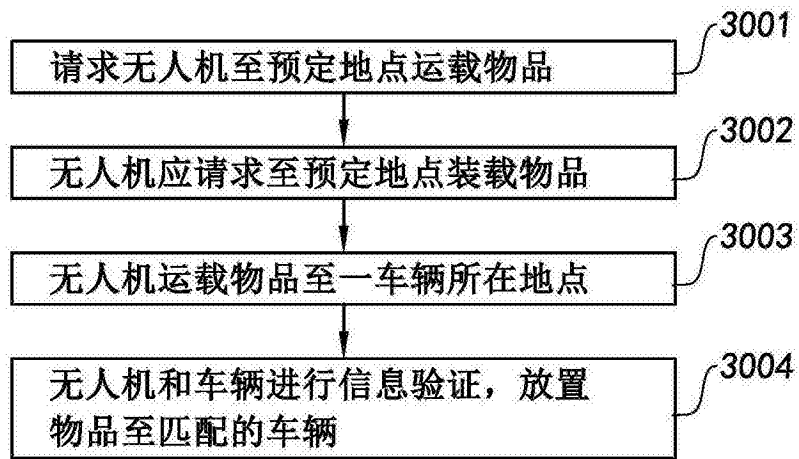 3001
请求无人机至预定地点运载物品
3002
无人机应请求至预定地点装载物品
3003
无人机运载物品至一车辆所在地点
3004
无人机和车辆进行信息验证，放置
物品至匹配的车辆